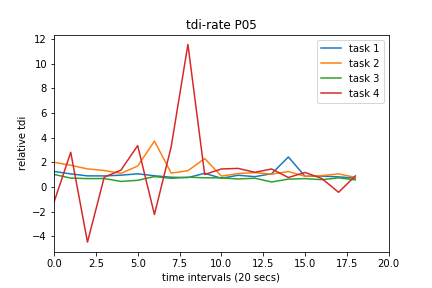 tdi-rate P05
12
10
8
6
4
2
0
−2
−4
relative tdi
task 1
task 2
task 3
task 4
0.0 2.5 5.0 7.5 10.0 12.5 15.0 17.5 20.0
time intervals (20 secs)